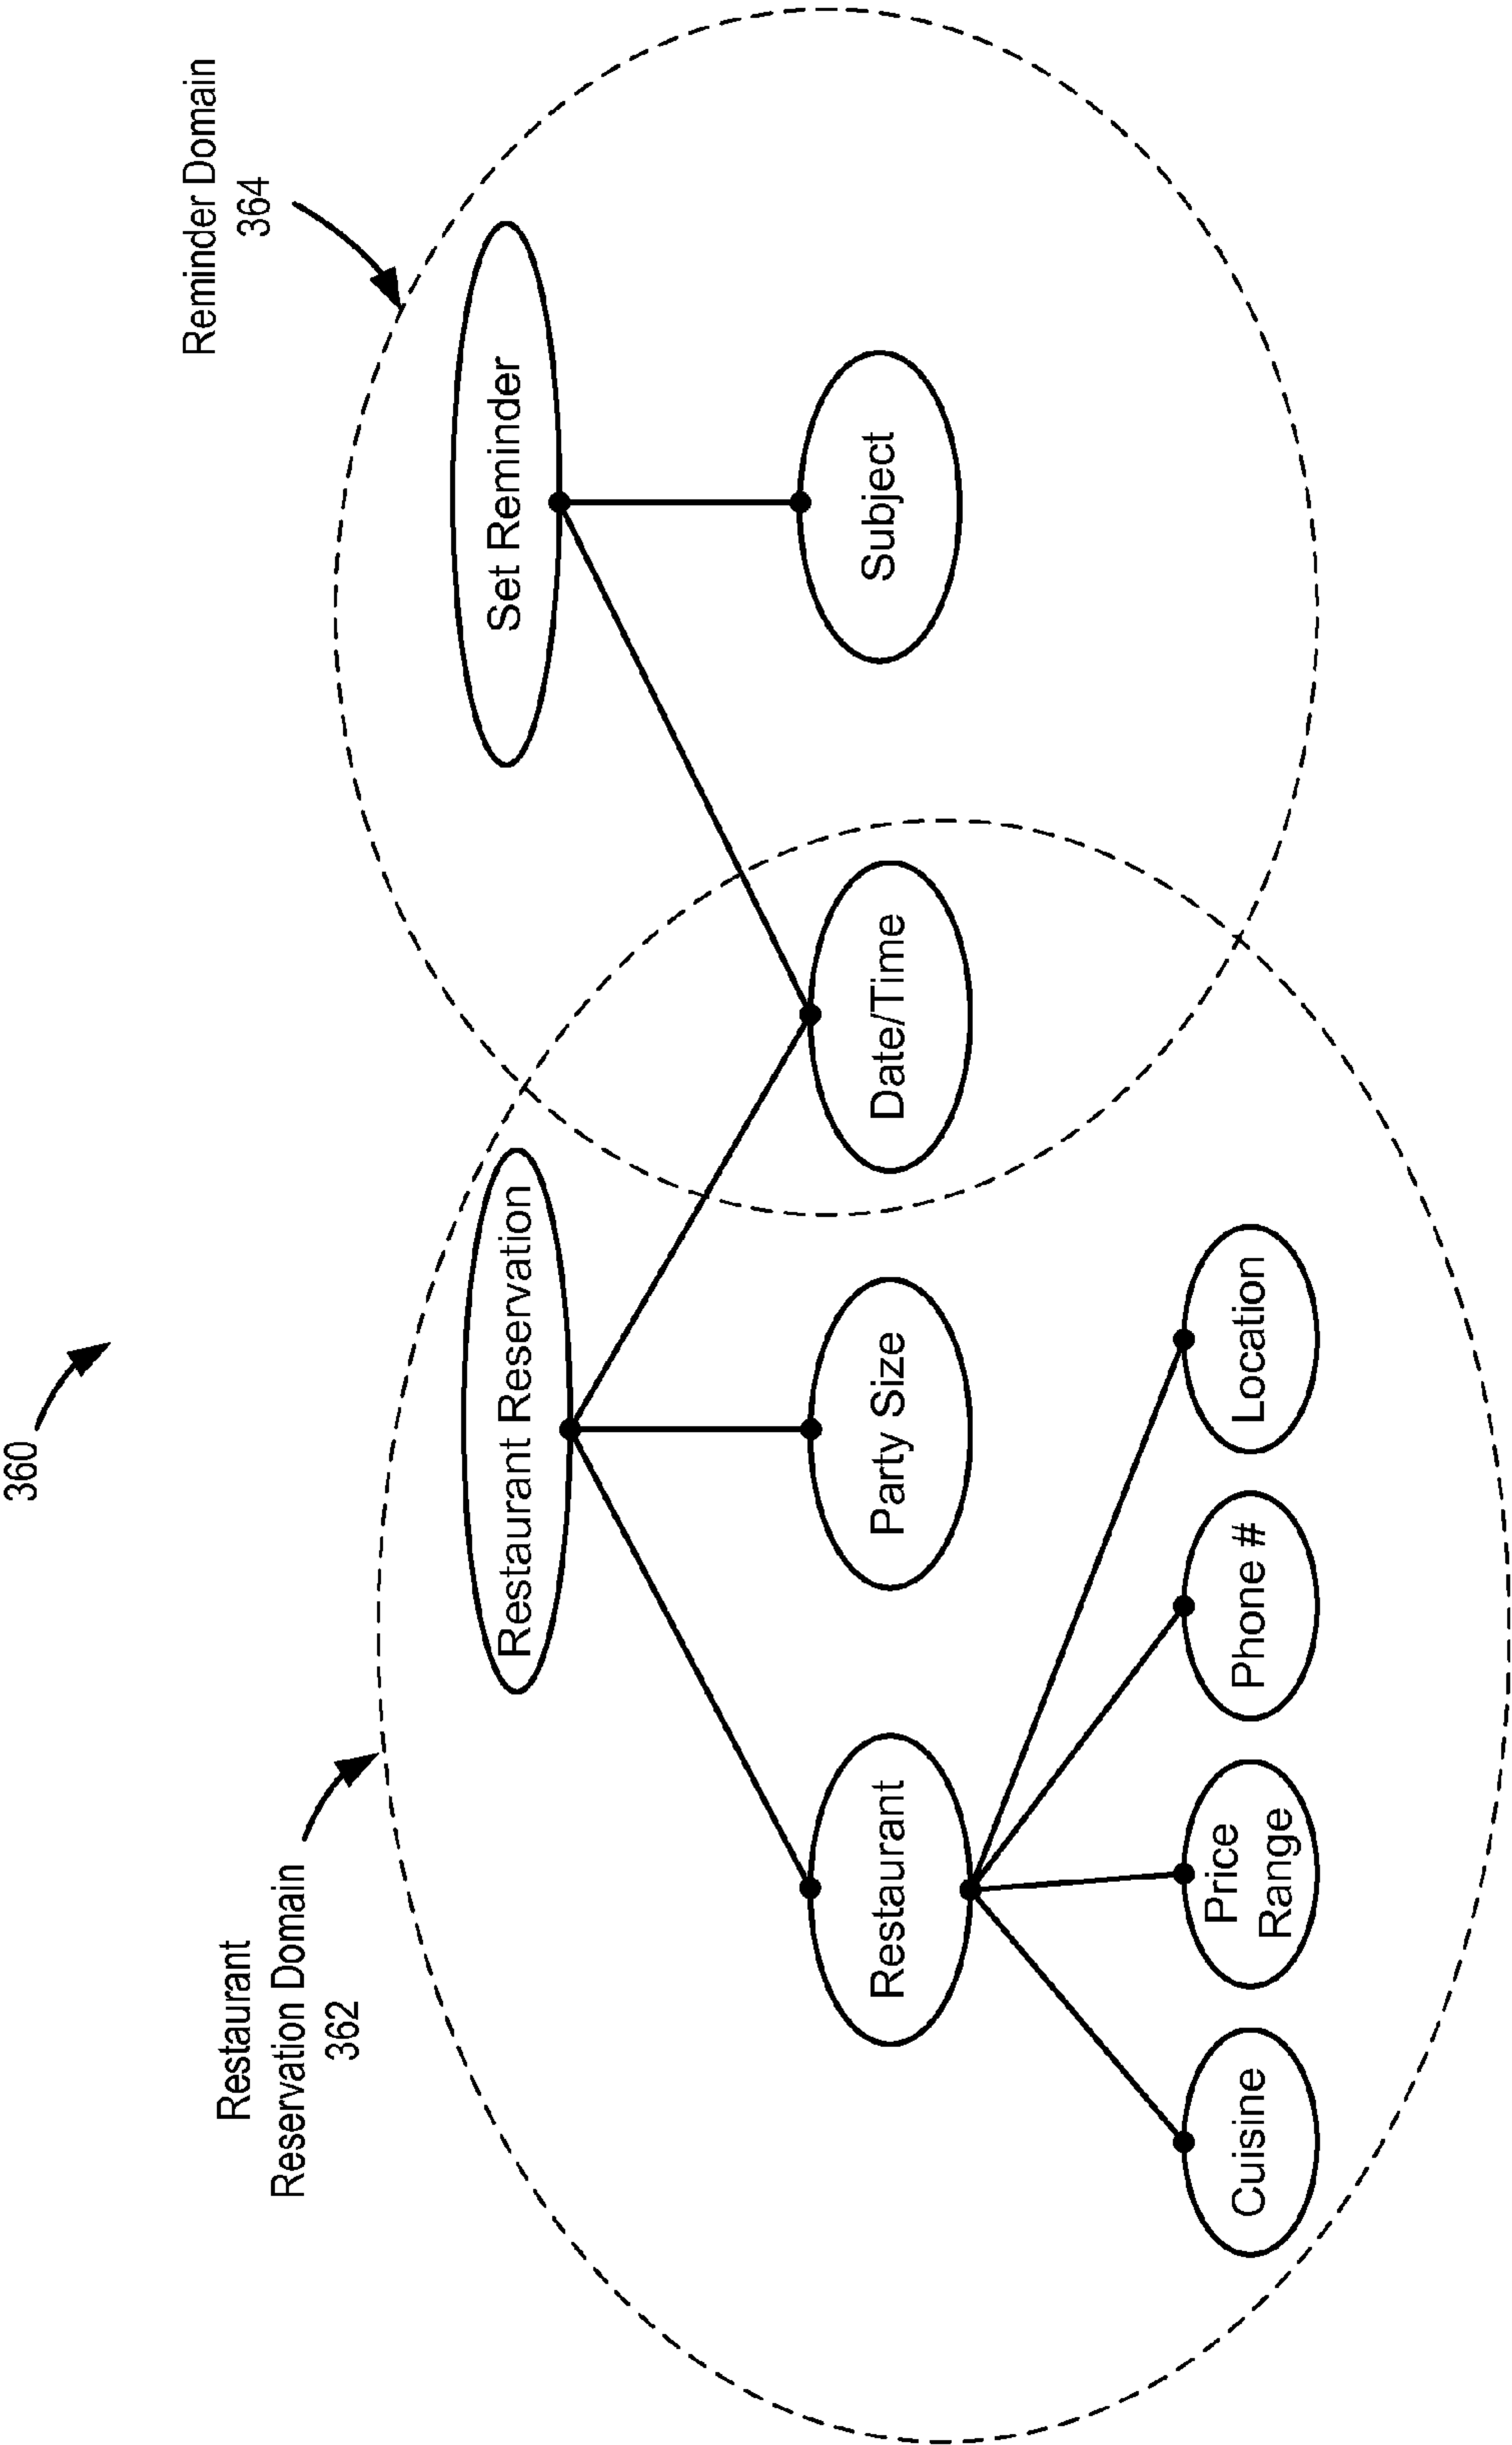 360
Restaurant
Reservation Domain
362
Reminder Domain
364
Restaurant Reservation
Set Reminder
Restaurant
Party Size
Date/Time
Subject
Cuisine
Price
Range
Phone #
Location